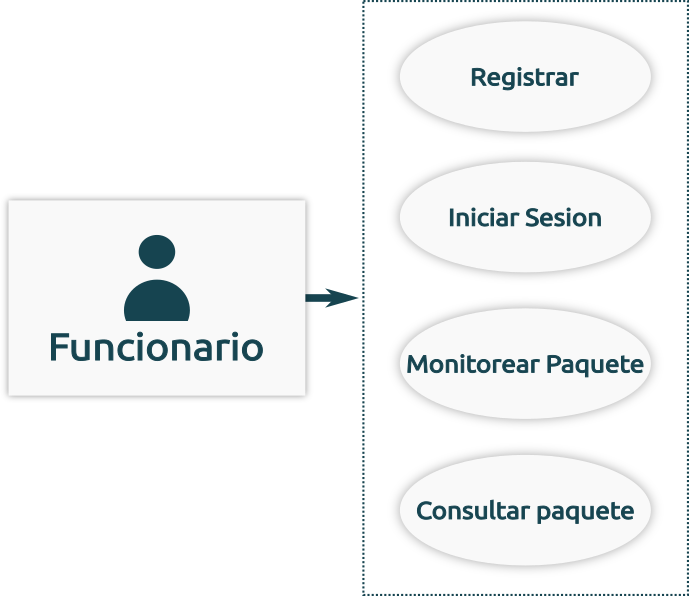 Registrar
Iniciar Sesion
Funcionario
Monitorear Paquete
Consultar paquete